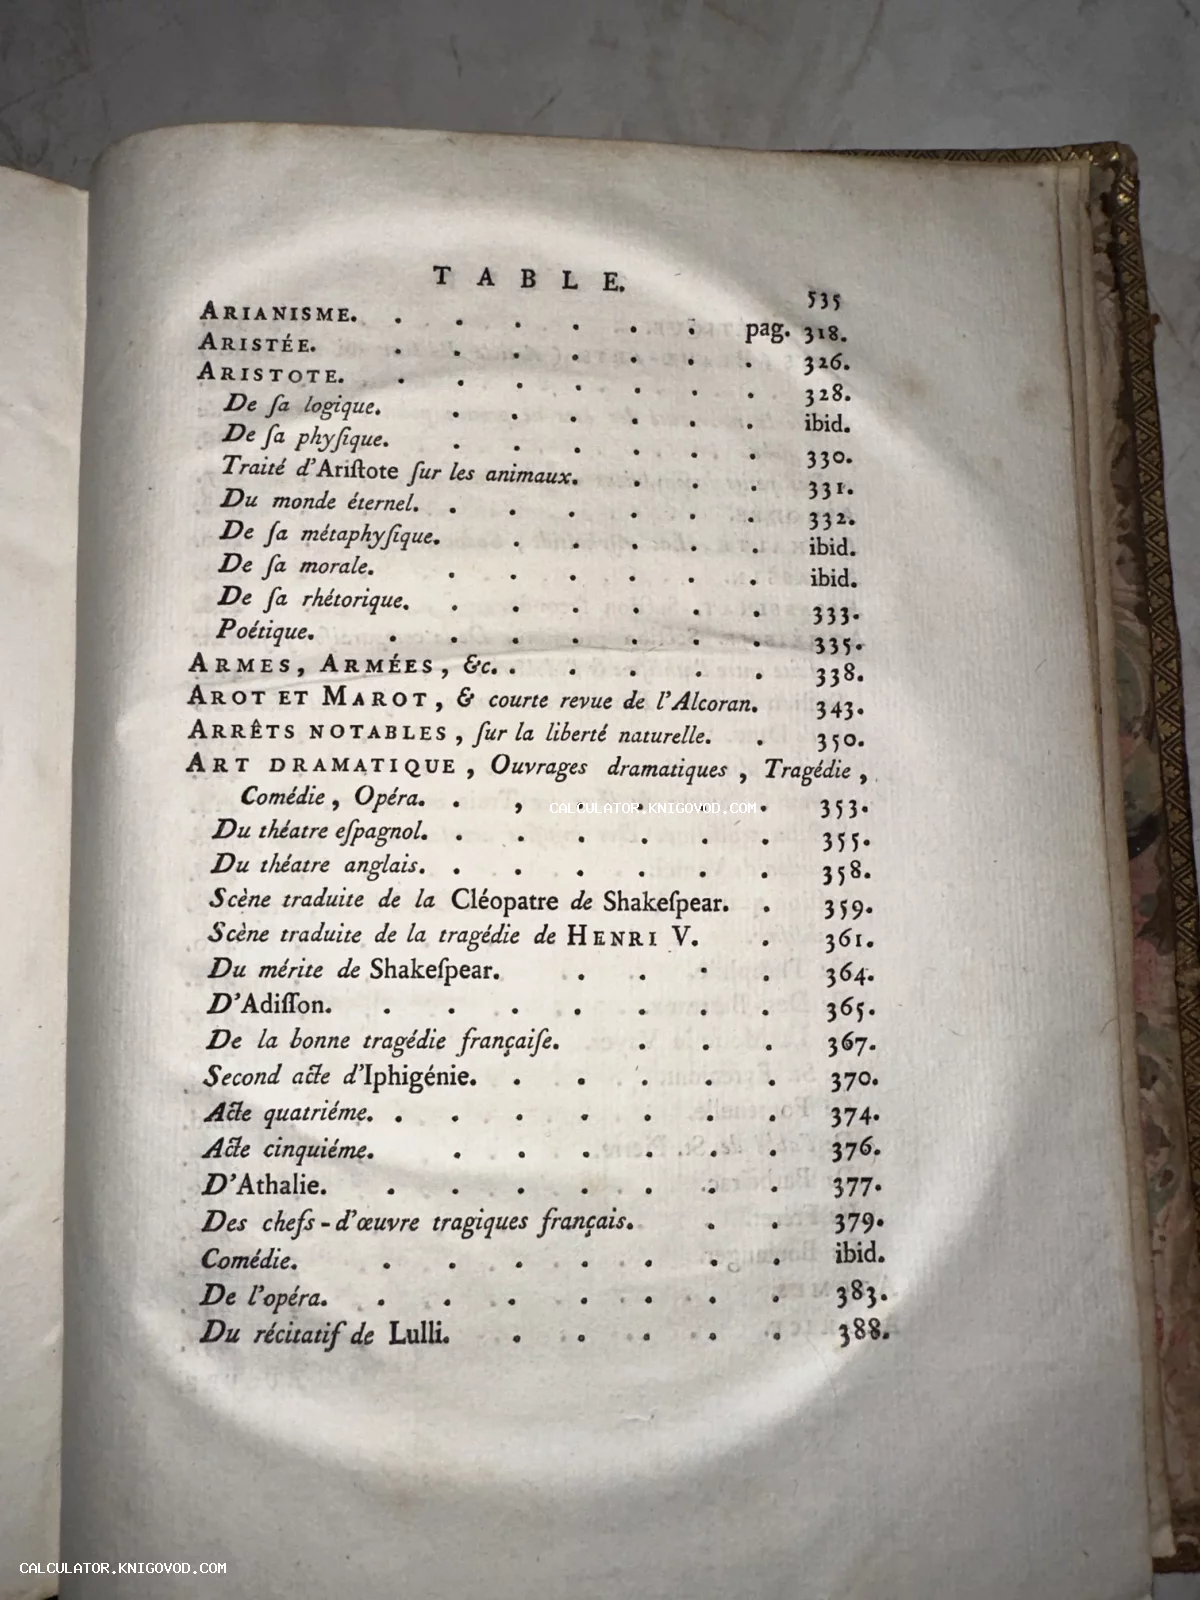 TABLE.
535
ARIANISME. . . . . . . pag. 318.
ARISTÉE. . . . . . . . 326.
ARISTOTE. . . . . . . . 328.
De ſa logique. . . . . . . ibid.
De ſa phyſique. . . . . . . 330.
Traité d'Ariſtote ſur les animaux. . . . 331.
Du monde éternel. . . . . . . 332.
De ſa métaphyſique. . . . . . ibid.
De ſa morale. . . . . . . ibid.
De ſa rhétorique. . . . . . . 333.
Poétique. . . . . . . . 335.
ARMES, ARMÉES, &c. . . . . . 338.
AROT ET MAROT, & courte revue de l'Alcoran. 343.
ARRÊTS NOTABLES, ſur la liberté naturelle. . 350.
ART DRAMATIQUE, Ouvrages dramatiques, Tragédie,
Comédie, Opéra. . , . . . . 353.
CALCULATOR.KNIGOVOD.COM
Du théatre eſpagnol. . . . . . . 355.
Du théatre anglais. . . . . . . 358.
Scène traduite de la Cléopatre de Shakeſpear. . 359.
Scène traduite de la tragédie de HENRI V. . 361.
Du mérite de Shakeſpear. . . . . 364.
D'Adiſſon. . . . . . . . 365.
De la bonne tragédie françaiſe. . . . 367.
Second acte d'Iphigénie. . . . . . 370.
Acte quatriéme. . . . . . . . 374.
Acte cinquiéme. . . . . . . 376.
D'Athalie. . . . . . . . 377.
Des chefs-d'œuvre tragiques français. . . 379.
Comédie. . . . . . . . ibid.
De l'opéra. . . . . . . . 383.
Du récitatif de Lulli. . . . . . 388.
CALCULATOR.KNIGOVOD.COM